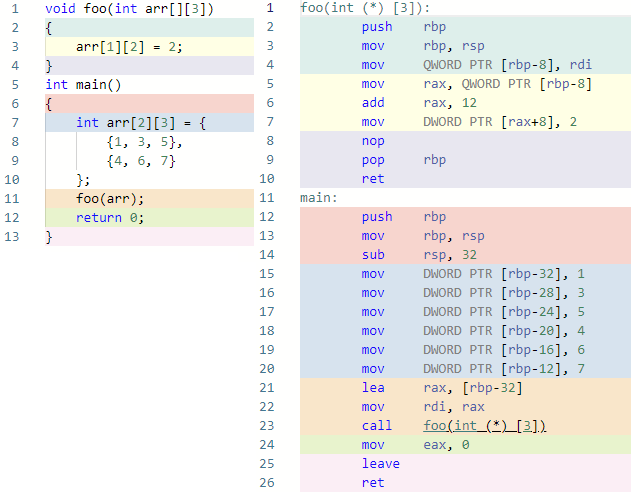 1 void foo(int arr[][3])
2 {
3     arr[1][2] = 2;
4 }
5 int main()
6 {
7     int arr[2][3] = {
8         {1, 3, 5},
9         {4, 6, 7}
10     };
11     foo(arr);
12     return 0;
13 }
1 foo(int (*) [3]):
2         push    rbp
3         mov     rbp, rsp
4         mov     QWORD PTR [rbp-8], rdi
5         mov     rax, QWORD PTR [rbp-8]
6         add     rax, 12
7         mov     DWORD PTR [rax+8], 2
8         nop
9         pop     rbp
10         ret
11 main:
12         push    rbp
13         mov     rbp, rsp
14         sub     rsp, 32
15         mov     DWORD PTR [rbp-32], 1
16         mov     DWORD PTR [rbp-28], 3
17         mov     DWORD PTR [rbp-24], 5
18         mov     DWORD PTR [rbp-20], 4
19         mov     DWORD PTR [rbp-16], 6
20         mov     DWORD PTR [rbp-12], 7
21         lea     rax, [rbp-32]
22         mov     rdi, rax
23         call    foo(int (*) [3])
24         mov     eax, 0
25         leave
26         ret